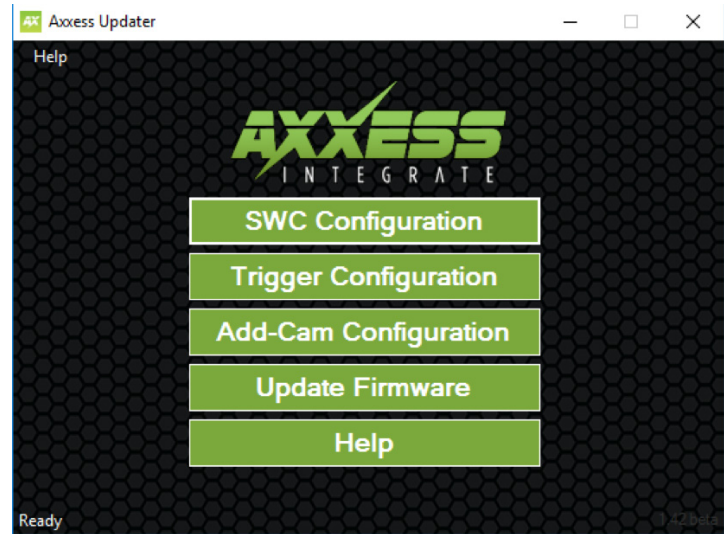 Axxess Updater
Help
AXXESS
INTEGRATE
SWC Configuration
Trigger Configuration
Add-Cam Configuration
Update Firmware
Help
Ready
1.42 beta